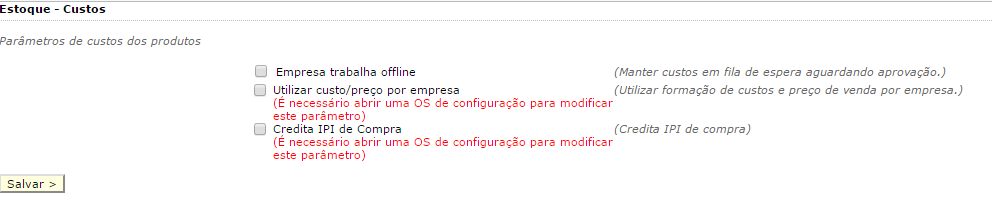 Estoque - Custos
Parâmetros de custos dos produtos
Empresa trabalha offline (Manter custos em fila de espera aguardando aprovação.)
Utilizar custo/preço por empresa (Utilizar formação de custos e preço de venda por empresa.)
(É necessário abrir uma OS de configuração para modificar
este parâmetro)
Credita IPI de Compra (Credita IPI de compra)
(É necessário abrir uma OS de configuração para modificar
este parâmetro)
Salvar >